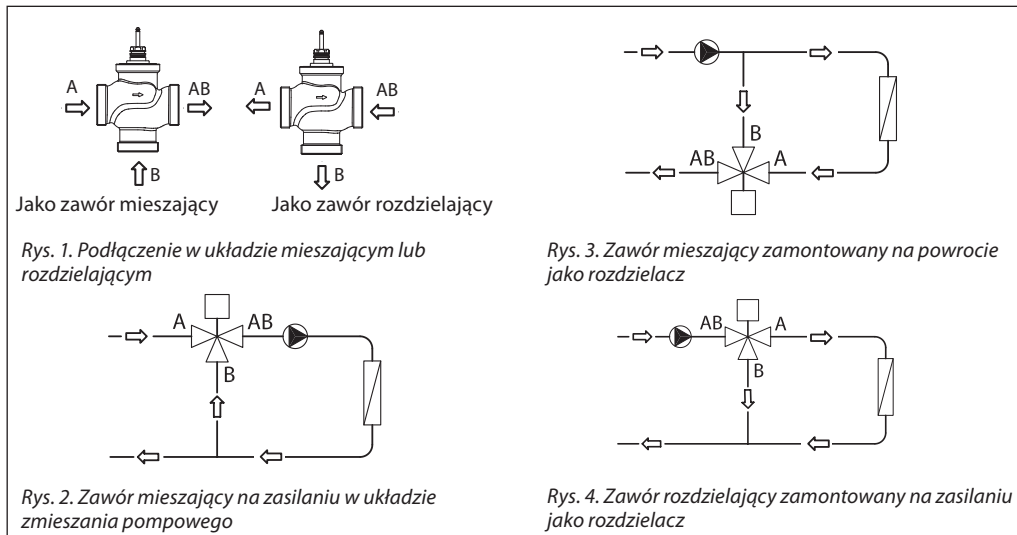 A
AB
B
Jako zawór mieszający
A
AB
B
Jako zawór rozdzielający
Rys. 1. Podłączenie w układzie mieszającym lub
rozdzielającym
A
AB
B
Rys. 2. Zawór mieszający na zasilaniu w układzie
zmieszania pompowego
B
AB
A
Rys. 3. Zawór mieszający zamontowany na powrocie
jako rozdzielacz
AB
A
B
Rys. 4. Zawór rozdzielający zamontowany na zasilaniu
jako rozdzielacz